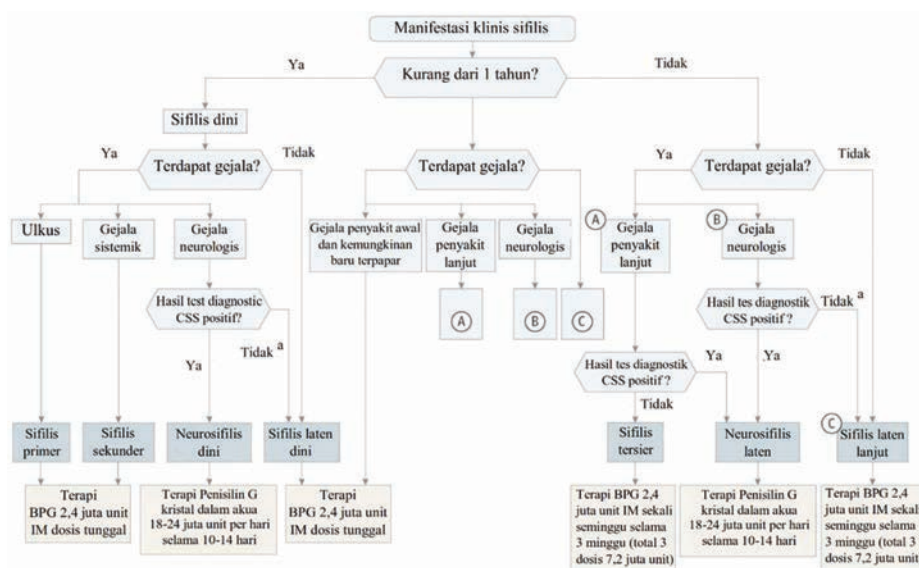 Manifestasi klinis sifilis
Ya
Kurang dari 1 tahun?
Tidak
Sifilis dini
Ya
Terdapat gejala?
Tidak
Terdapat gejala?
Ya
Terdapat gejala?
Tidak
Ulkus
Gejala
sistemik
Gejala
neurologis
Gejala penyakit awal
dan kemungkinan
baru terpapar
Gejala
penyakit
lanjut
Gejala
neurologis
A
Gejala
penyakit
lanjut
B
Gejala
neurologis
A
B
C
Hasil test diagnostic
CSS positif?
Tidak a
Ya
Hasil tes diagnostik
CSS positif ?
Tidak a
Ya
Hasil tes diagnostik
CSS positif ?
Ya
Tidak
Sifilis
primer
Sifilis
sekunder
Neurosifilis
dini
Sifilis laten
dini
Sifilis
tersier
Neurosifilis
laten
C
Sifilis laten
lanjut
Terapi
BPG 2,4 juta unit
IM dosis tunggal
Terapi Penisilin G
kristal dalam akua
18-24 juta unit per hari
selama 10-14 hari
Terapi
BPG 2,4 juta unit
IM dosis tunggal
Terapi BPG 2,4
juta unit IM sekali
seminggu selama
3 minggu (total 3
dosis 7,2 juta unit)
Terapi Penisilin G
kristal dalam akua
18-24 juta unit per hari
selama 10-14 hari
Terapi BPG 2,4
juta unit IM sekali
seminggu selama
3 minggu (total 3
dosis 7,2 juta unit)